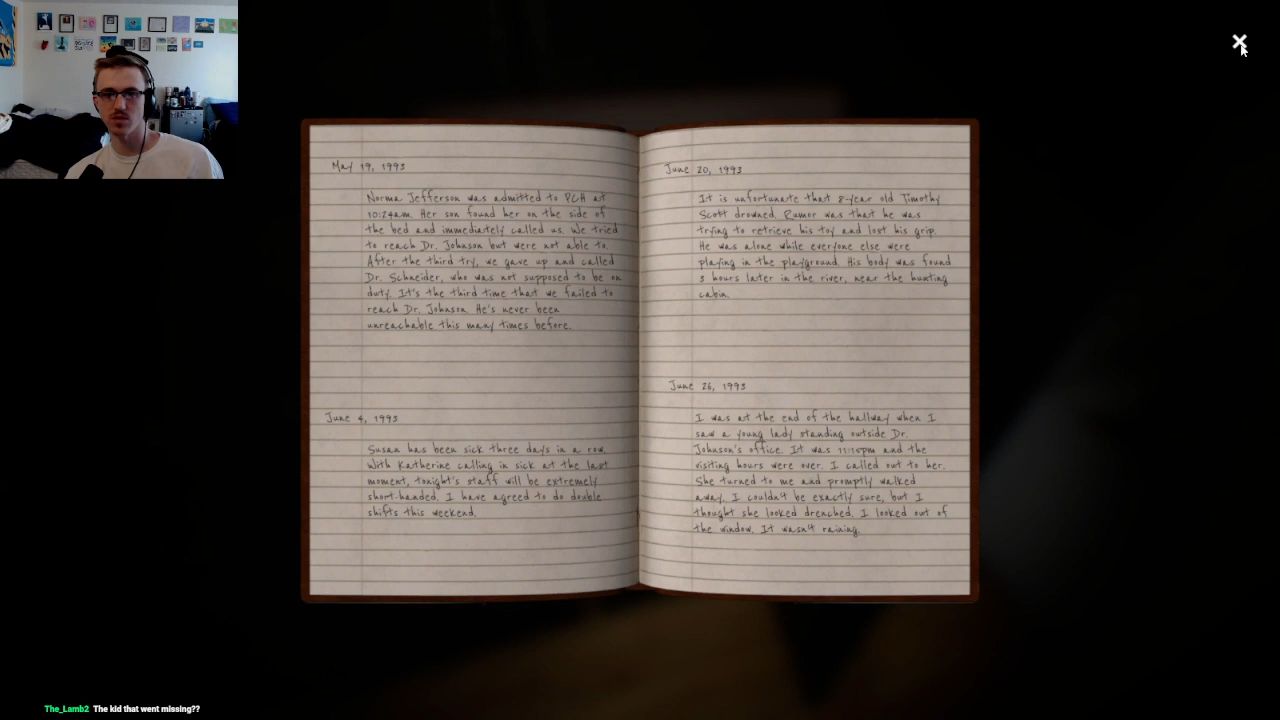 May 19, 1993
Norma Jefferson was admitted to PCH at
10:24am. Her son found her on the side of
the bed and immediately called us. We tried
to reach Dr. Johnson but were not able to.
After the third try, we gave up and called
Dr. Schneider, who was not supposed to be on
duty. It's the third time that we failed to
reach Dr. Johnson. He's never been
unreachable this many times before.
June 4, 1993
Susan has been sick three days in a row.
With Katherine calling in sick at the last
moment, tonight's staff will be extremely
short-handed. I have agreed to do double
shifts this weekend.
June 20, 1993
It is unfortunate that 8-year old Timothy
Scott drowned. Rumor was that he was
trying to retrieve his toy and lost his grip.
He was alone while everyone else were
playing in the playground. His body was found
3 hours later in the river, near the hunting
cabin.
June 26, 1993
I was at the end of the hallway when I
saw a young lady standing outside Dr.
Johnson's office. It was 11:15pm and the
visiting hours were over. I called out to her.
She turned to me and promptly walked
away. I couldn't be exactly sure, but I
thought she looked drenched. I looked out of
the window. It wasn't raining.
The_Lamb2 The kid that went missing??